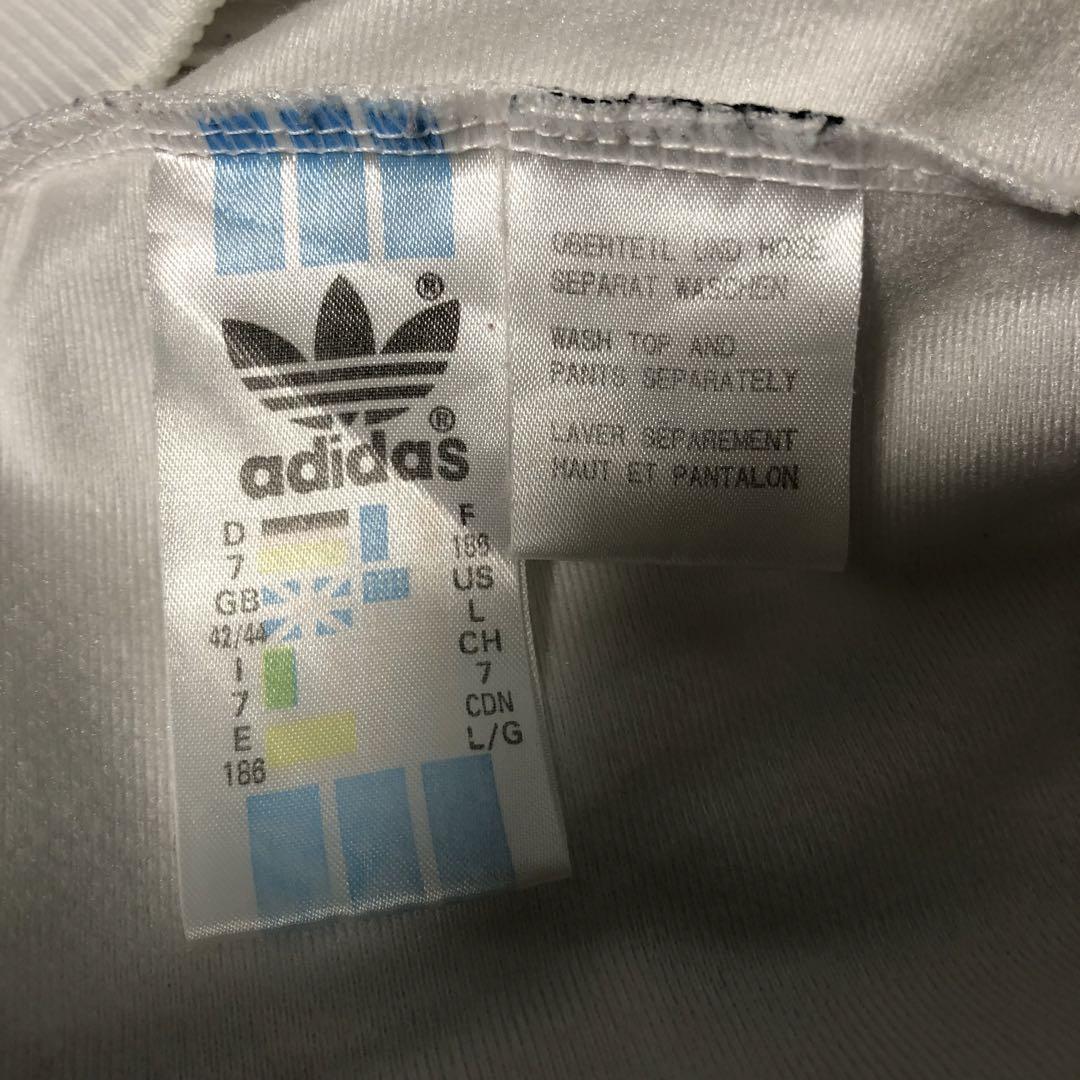 ®
®
adidas
D
7
GB
42/44
I
7
E
186
F
186
US
L
CH
7
CDN
L/G
OBERTEIL UND HOSE
SEPARAT WASCHEN
WASH TOP AND
PANTS SEPARATELY
LAVER SEPAREMENT
HAUT ET PANTALON